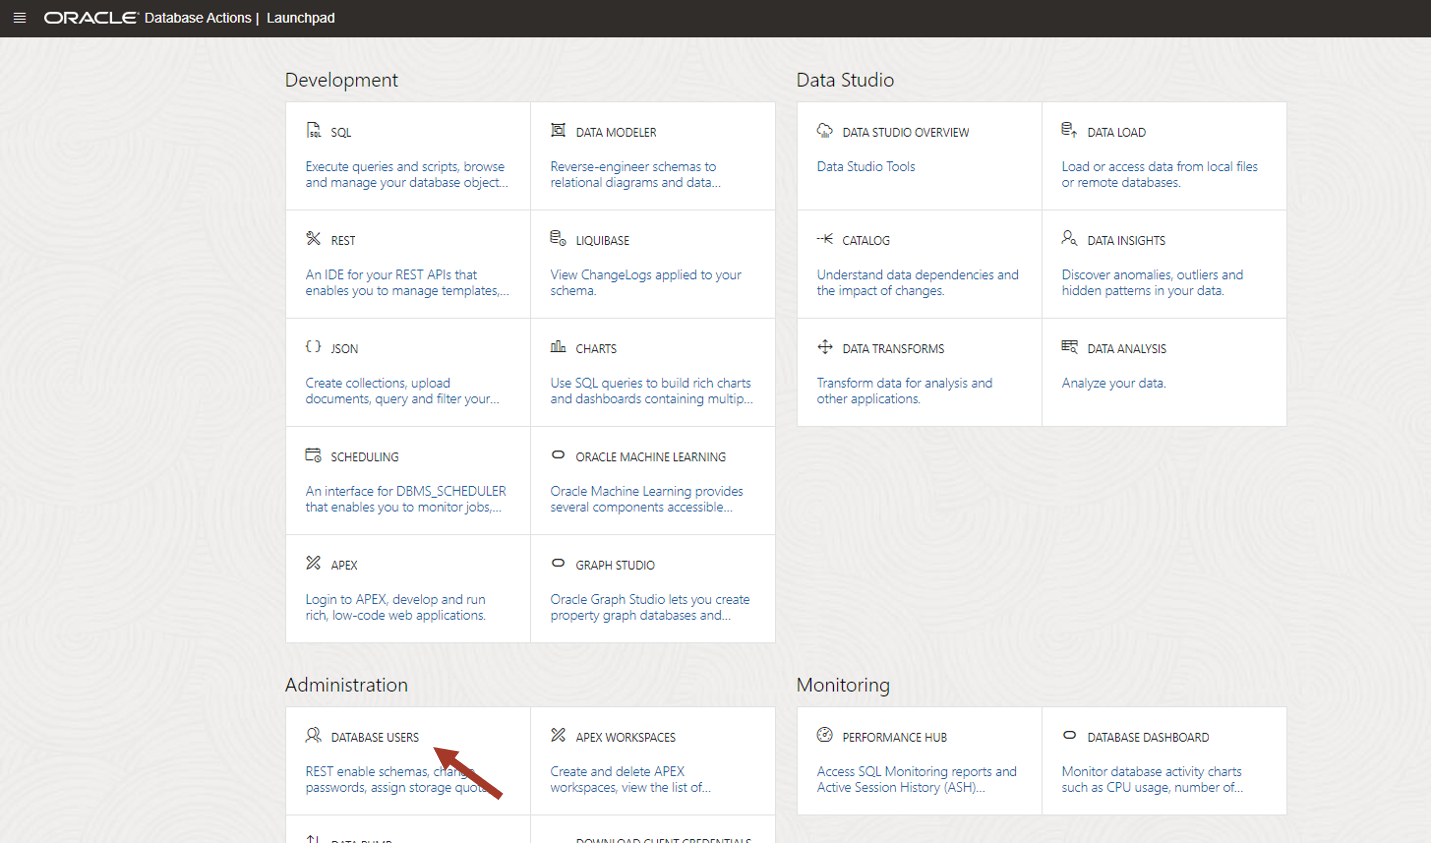 ORACLE Database Actions | Launchpad
Development
SQL
Execute queries and scripts, browse
and manage your database object...
DATA MODELER
Reverse-engineer schemas to
relational diagrams and data...
REST
An IDE for your REST APIs that
enables you to manage templates,...
LIQUIBASE
View ChangeLogs applied to your
schema.
{ } JSON
Create collections, upload
documents, query and filter your...
CHARTS
Use SQL queries to build rich charts
and dashboards containing multip...
SCHEDULING
An interface for DBMS_SCHEDULER
that enables you to monitor jobs,...
ORACLE MACHINE LEARNING
Oracle Machine Learning provides
several components accessible...
APEX
Login to APEX, develop and run
rich, low-code web applications.
GRAPH STUDIO
Oracle Graph Studio lets you create
property graph databases and...
Data Studio
DATA STUDIO OVERVIEW
Data Studio Tools
DATA LOAD
Load or access data from local files
or remote databases.
CATALOG
Understand data dependencies and
the impact of changes.
DATA INSIGHTS
Discover anomalies, outliers and
hidden patterns in your data.
DATA TRANSFORMS
Transform data for analysis and
other applications.
DATA ANALYSIS
Analyze your data.
Administration
DATABASE USERS
REST enable schemas, change
passwords, assign storage quota
APEX WORKSPACES
Create and delete APEX
workspaces, view the list of...
DATA PUMP
DOWNLOAD CLIENT CREDENTIALS
Monitoring
PERFORMANCE HUB
Access SQL Monitoring reports and
Active Session History (ASH)...
DATABASE DASHBOARD
Monitor database activity charts
such as CPU usage, number of...